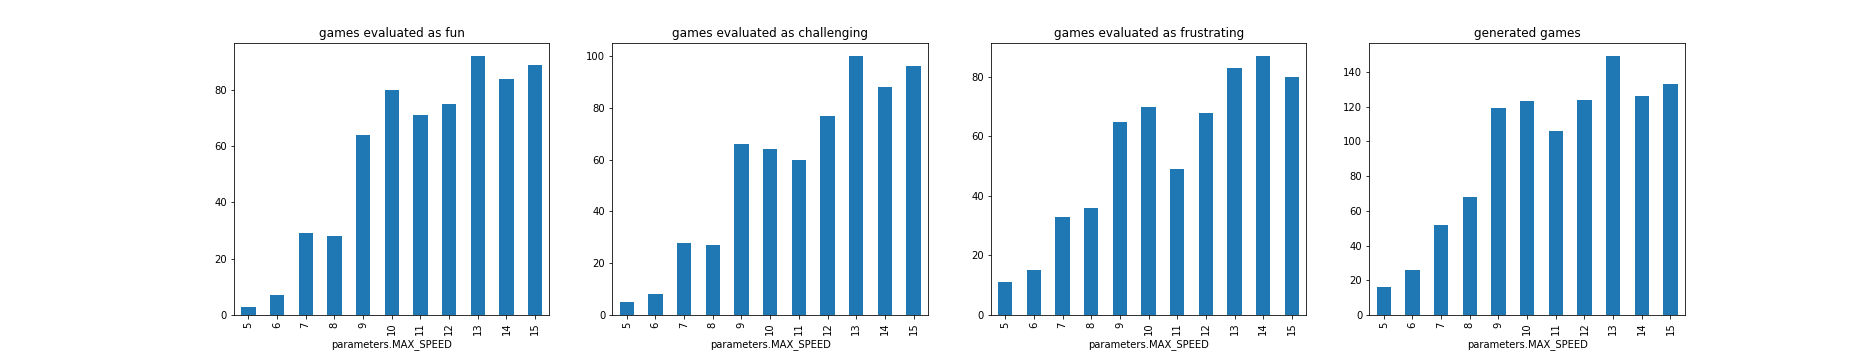 games evaluated as fun
80
60
40
20
0
5 6 7 8 9 10 11 12 13 14 15
parameters.MAX_SPEED
games evaluated as challenging
100
80
60
40
20
0
5 6 7 8 9 10 11 12 13 14 15
parameters.MAX_SPEED
games evaluated as frustrating
80
60
40
20
0
5 6 7 8 9 10 11 12 13 14 15
parameters.MAX_SPEED
generated games
140
120
100
80
60
40
20
0
5 6 7 8 9 10 11 12 13 14 15
parameters.MAX_SPEED